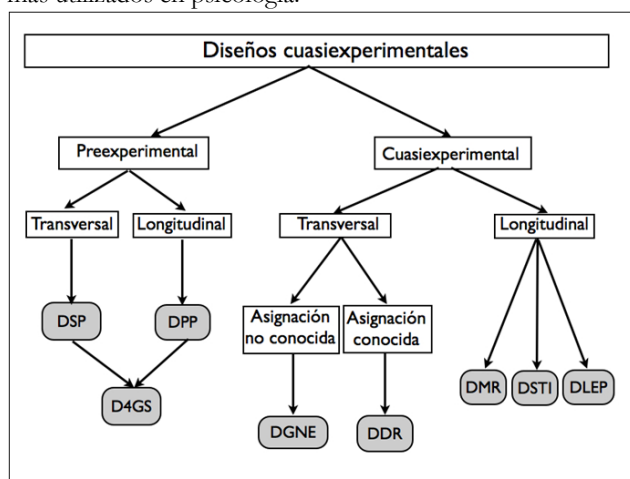 más utilizados en psicología.
Diseños cuasiexperimentales
Preexperimental
Cuasiexperimental
Transversal
Longitudinal
Transversal
Longitudinal
DSP
DPP
Asignación
no conocida
Asignación
conocida
D4GS
DGNE
DDR
DMR
DSTI
DLEP